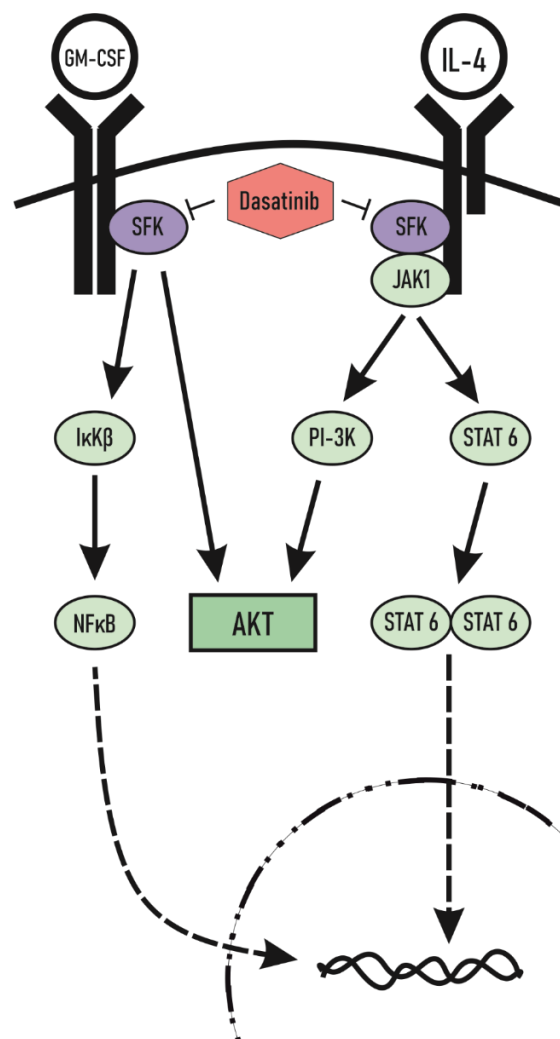 GM-CSF
IL-4
Dasatinib
SFK
SFK
JAK1
IκKβ
PI-3K
STAT 6
NFκB
AKT
STAT 6
STAT 6